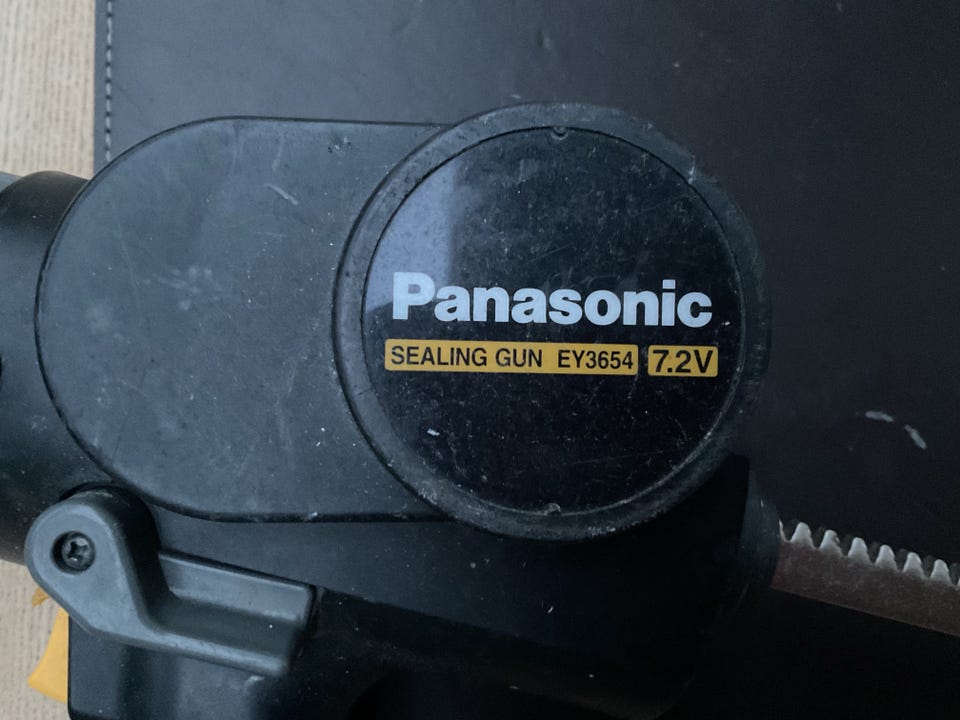 Panasonic
SEALING GUN EY3654 7.2V